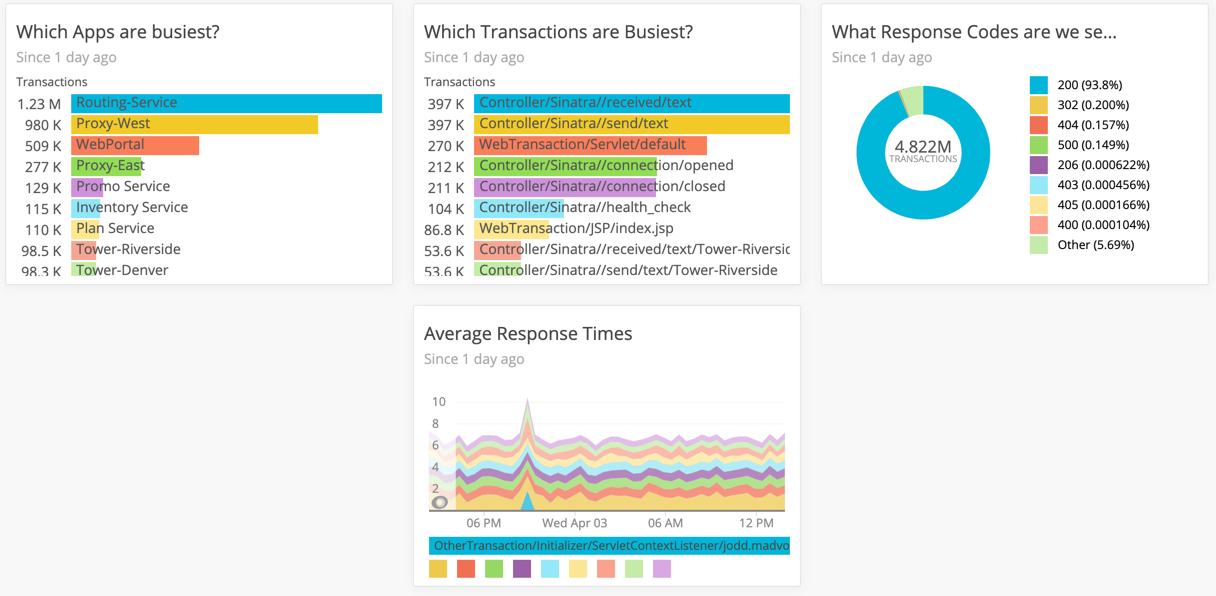 Which Apps are busiest?
Since 1 day ago
Transactions
1.23 M Routing-Service
980 K Proxy-West
509 K WebPortal
277 K Proxy-East
129 K Promo Service
115 K Inventory Service
110 K Plan Service
98.5 K Tower-Riverside
98.3 K Tower-Denver
Which Transactions are Busiest?
Since 1 day ago
Transactions
397 K Controller/Sinatra//received/text
397 K Controller/Sinatra//send/text
270 K WebTransaction/Servlet/default
212 K Controller/Sinatra//connection/opened
211 K Controller/Sinatra//connection/closed
104 K Controller/Sinatra//health_check
86.8 K WebTransaction/JSP/index.jsp
53.6 K Controller/Sinatra//received/text/Tower-Riversic
53.6 K Controller/Sinatra//send/text/Tower-Riverside
What Response Codes are we se...
Since 1 day ago
4.822M
TRANSACTIONS
200 (93.8%)
302 (0.200%)
404 (0.157%)
500 (0.149%)
206 (0.000622%)
403 (0.000456%)
405 (0.000166%)
400 (0.000104%)
Other (5.69%)
Average Response Times
Since 1 day ago
10
8
6
4
2
06 PM Wed Apr 03 06 AM 12 PM
OtherTransaction/Initializer/ServletContextListener/jodd.madvo